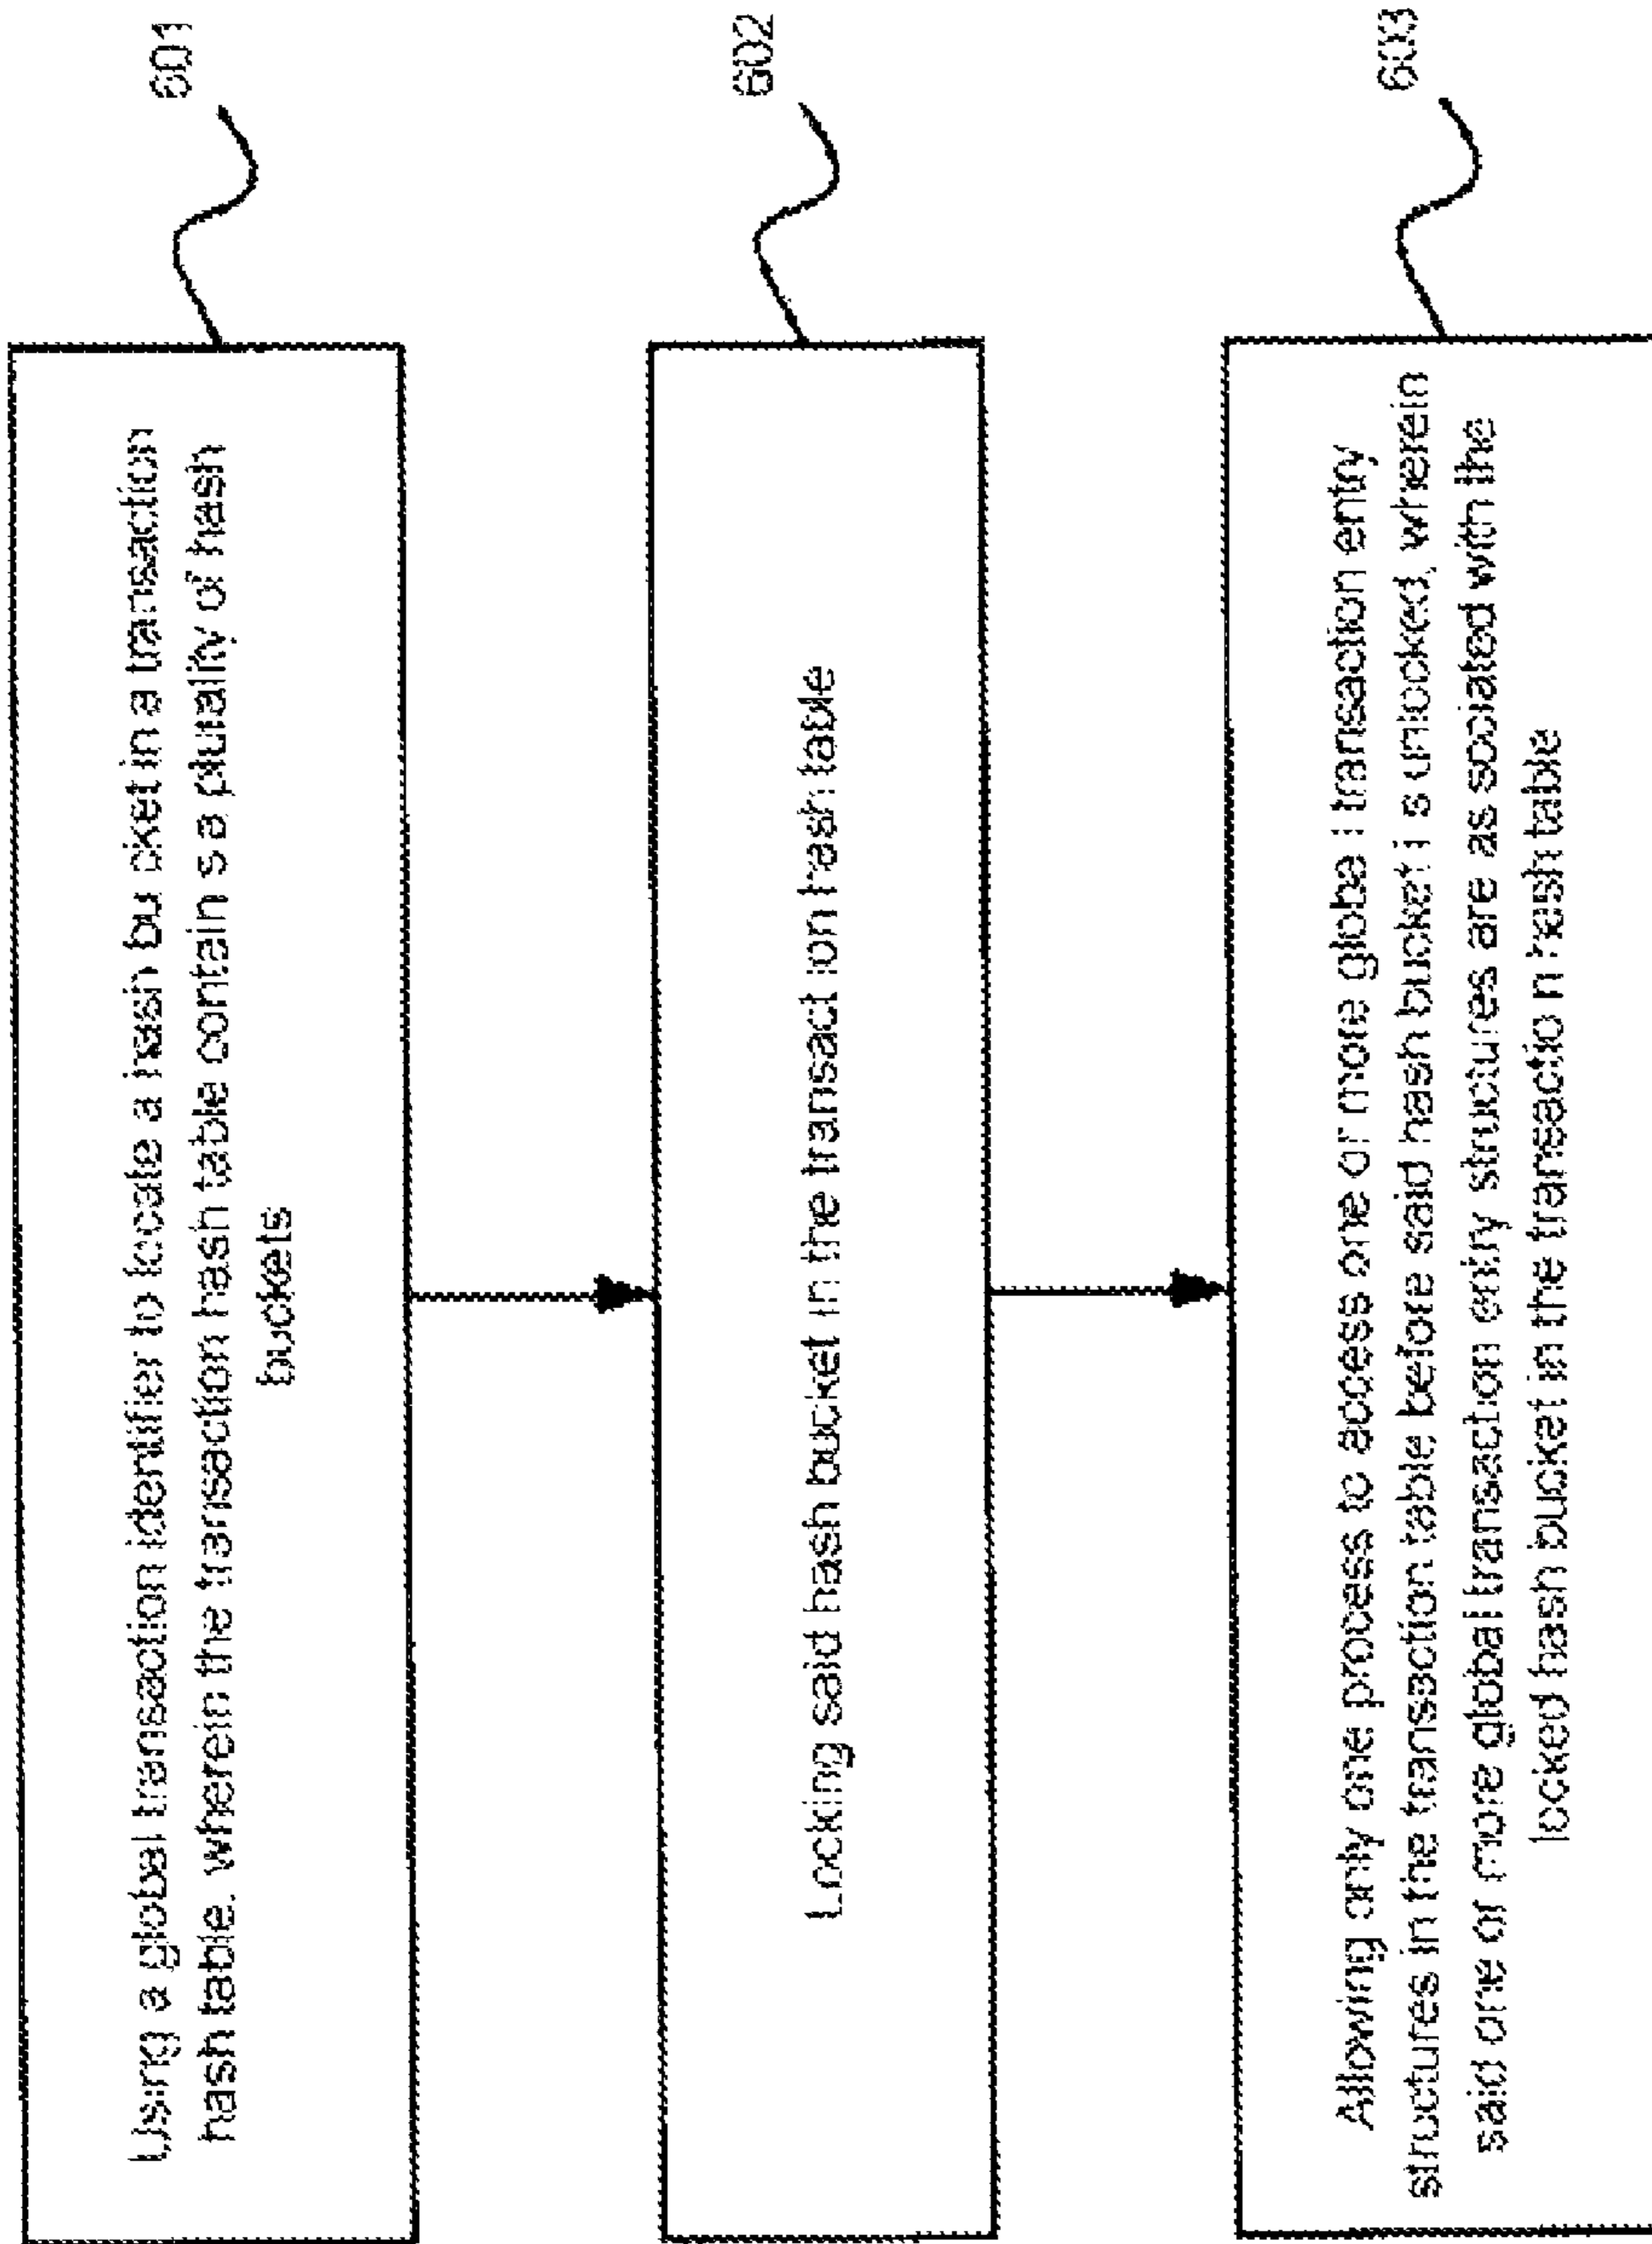 Using a global transaction identifier to locate a hash bucket in a transaction
hash table, wherein the transaction hash table contains a plurality of hash
buckets
601
Locking said hash bucket in the transaction hash table
602
Allowing only one process to access one or more global transaction entry
structures in the transaction table before said hash bucket is unlocked, wherein
said one or more global transaction entry structures are associated with the
locked hash bucket in the transaction hash table
603